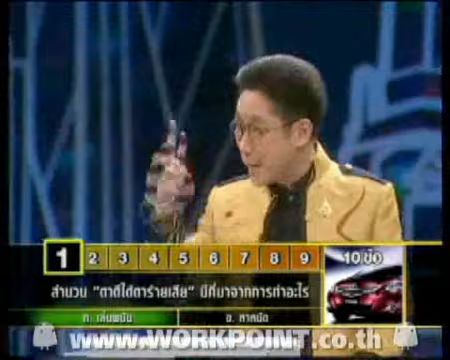 1 2 3 4 5 6 7 8 9 10 ข้อ
สำนวน "ตาดีได้ตาร้ายเสีย" มีที่มาจากการทำอะไร
ก. เล่นพนัน ข. สาหนัด
www.WORKPOINT.co.th